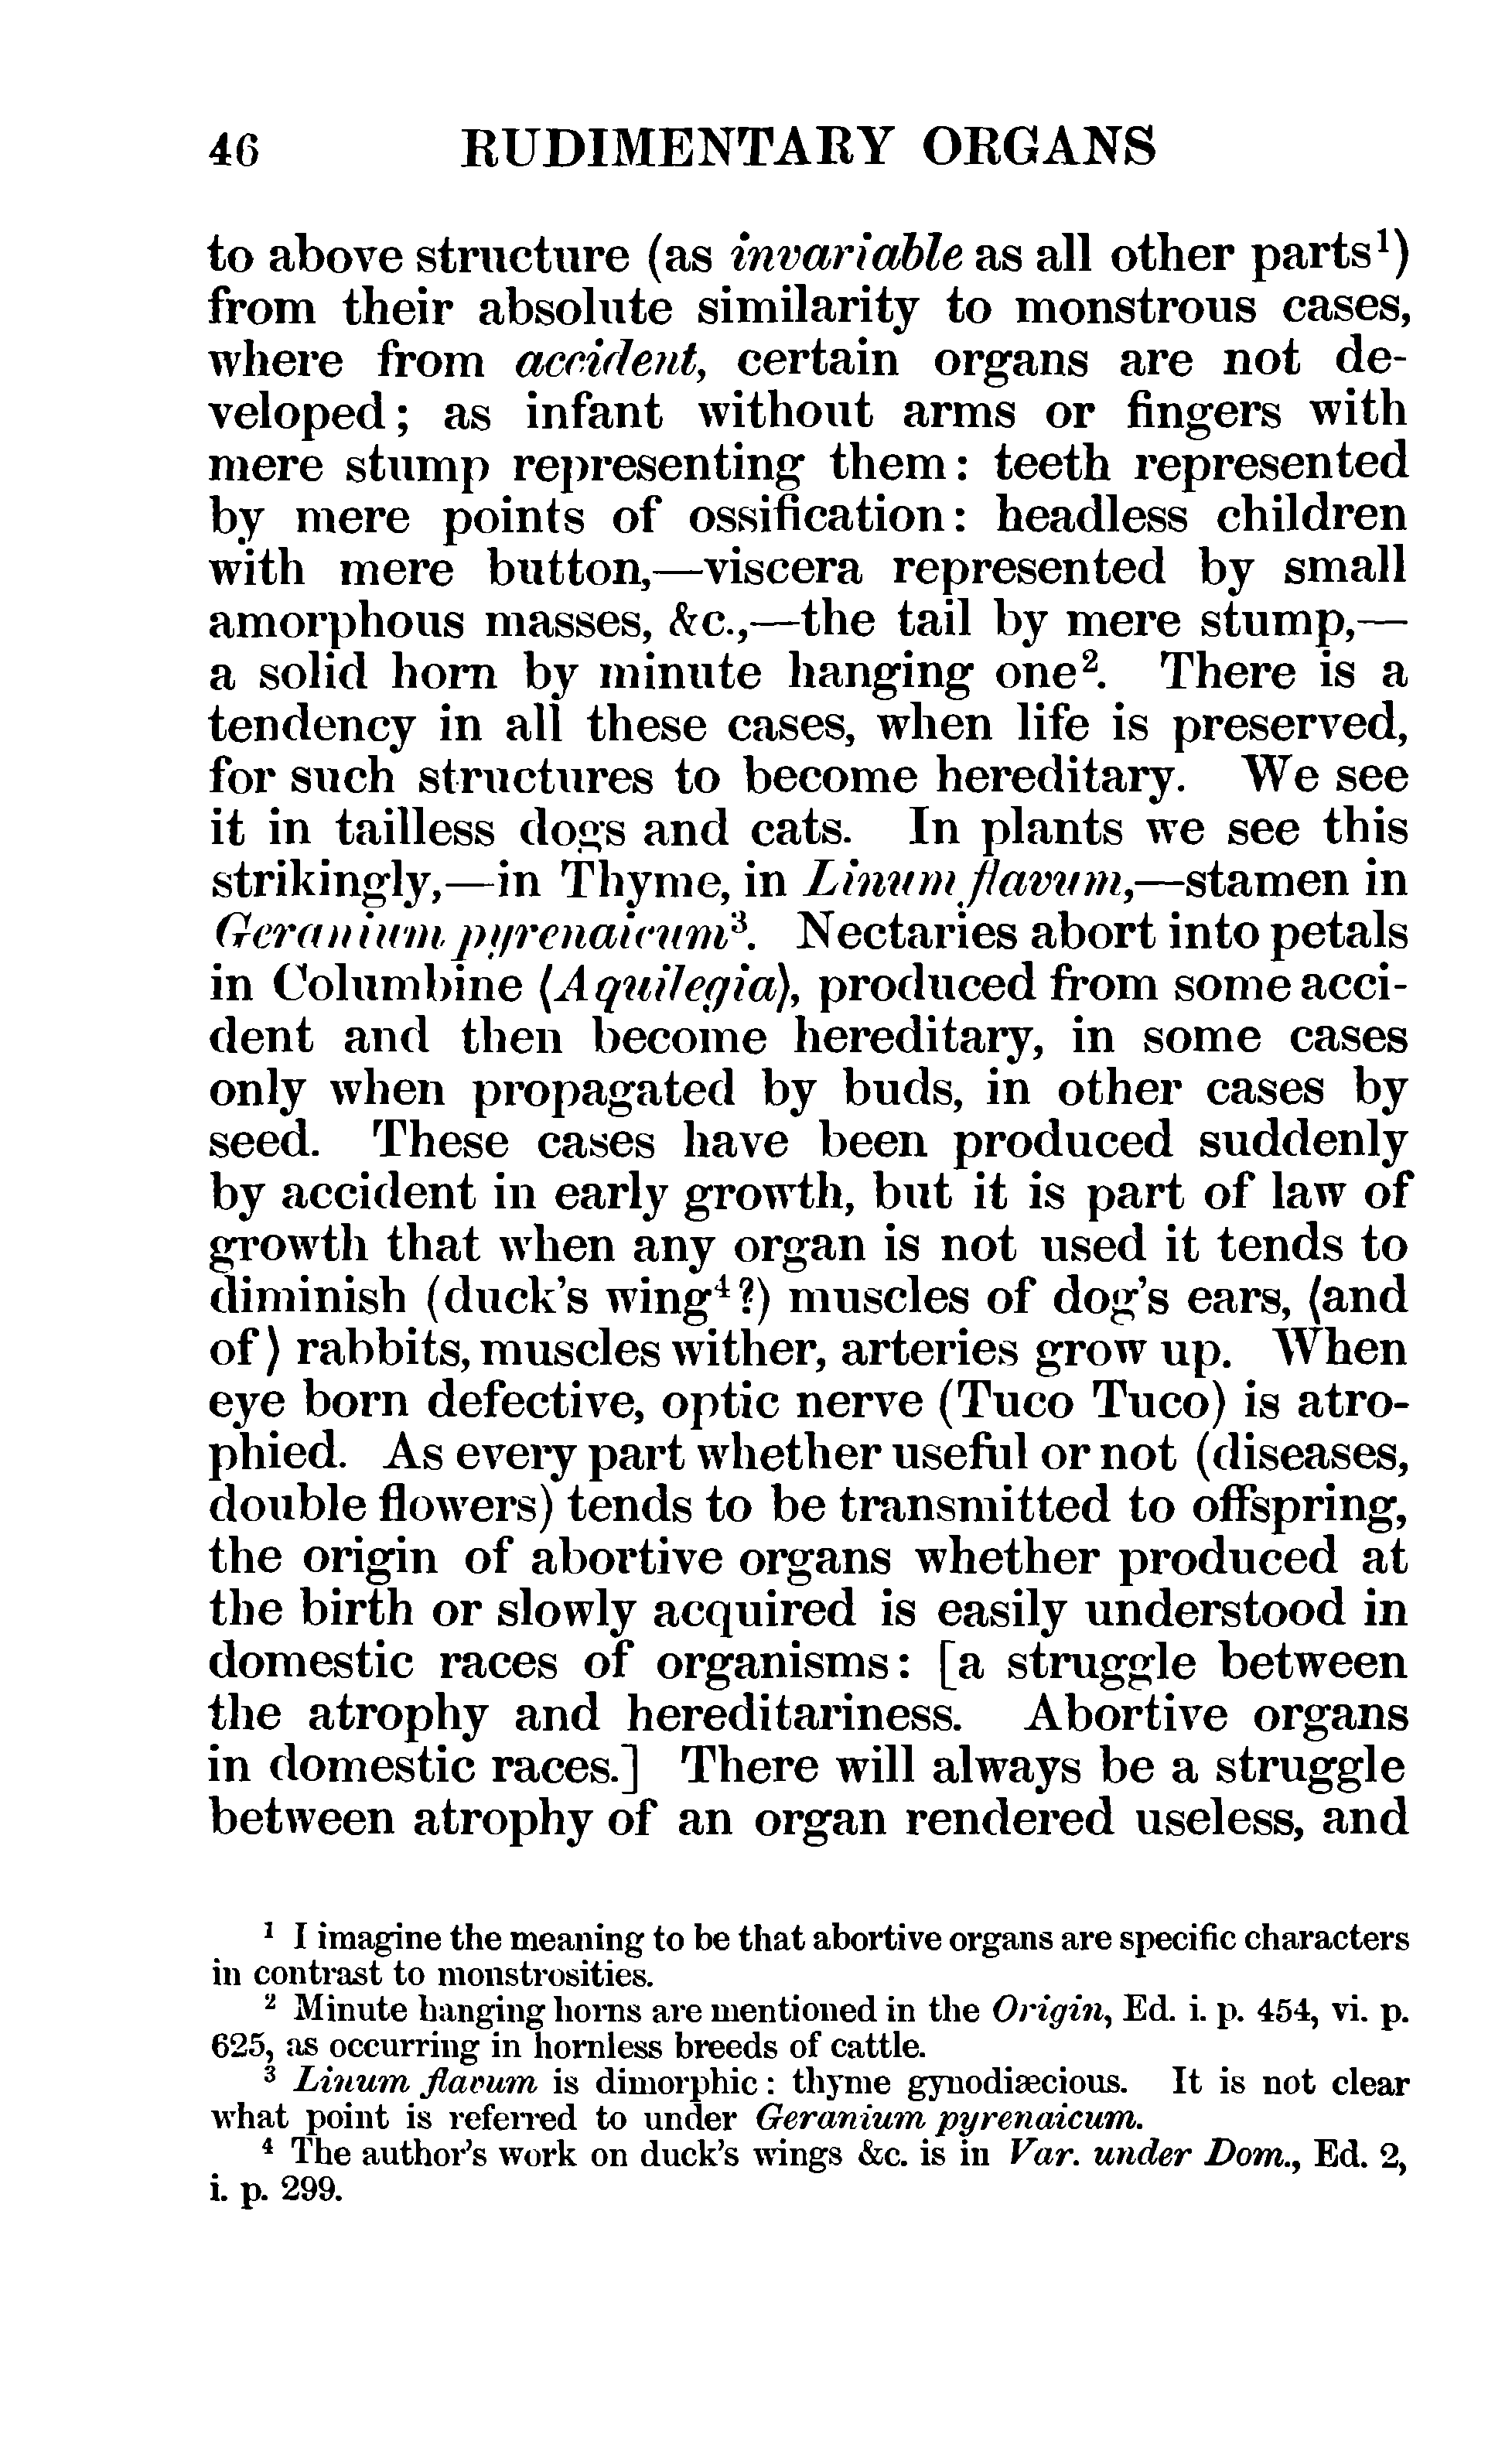 46 RUDIMENTARY ORGANS
to above structure (as invariable as all other parts¹)
from their absolute similarity to monstrous cases,
where from accident, certain organs are not de-
veloped; as infant without arms or fingers with
mere stump representing them: teeth represented
by mere points of ossification: headless children
with mere button,—viscera represented by small
amorphous masses, &c.,—the tail by mere stump,—
a solid horn by minute hanging one². There is a
tendency in all these cases, when life is preserved,
for such structures to become hereditary. We see
it in tailless dogs and cats. In plants we see this
strikingly,—in Thyme, in Linum flavum,—stamen in
Geranium pyrenaicum³. Nectaries abort into petals
in Columbine ⟨Aquilegia⟩, produced from some acci-
dent and then become hereditary, in some cases
only when propagated by buds, in other cases by
seed. These cases have been produced suddenly
by accident in early growth, but it is part of law of
growth that when any organ is not used it tends to
diminish (duck's wing⁴?) muscles of dog's ears, ⟨and
of⟩ rabbits, muscles wither, arteries grow up. When
eye born defective, optic nerve (Tuco Tuco) is atro-
phied. As every part whether useful or not (diseases,
double flowers) tends to be transmitted to offspring,
the origin of abortive organs whether produced at
the birth or slowly acquired is easily understood in
domestic races of organisms: [a struggle between
the atrophy and hereditariness. Abortive organs
in domestic races.] There will always be a struggle
between atrophy of an organ rendered useless, and
¹ I imagine the meaning to be that abortive organs are specific characters
in contrast to monstrosities.
² Minute hanging horns are mentioned in the Origin, Ed. i. p. 454, vi. p.
625, as occurring in hornless breeds of cattle.
³ Linum flavum is dimorphic: thyme gynodiæcious. It is not clear
what point is referred to under Geranium pyrenaicum.
⁴ The author's work on duck's wings &c. is in Var. under Dom., Ed. 2,
i. p. 299.